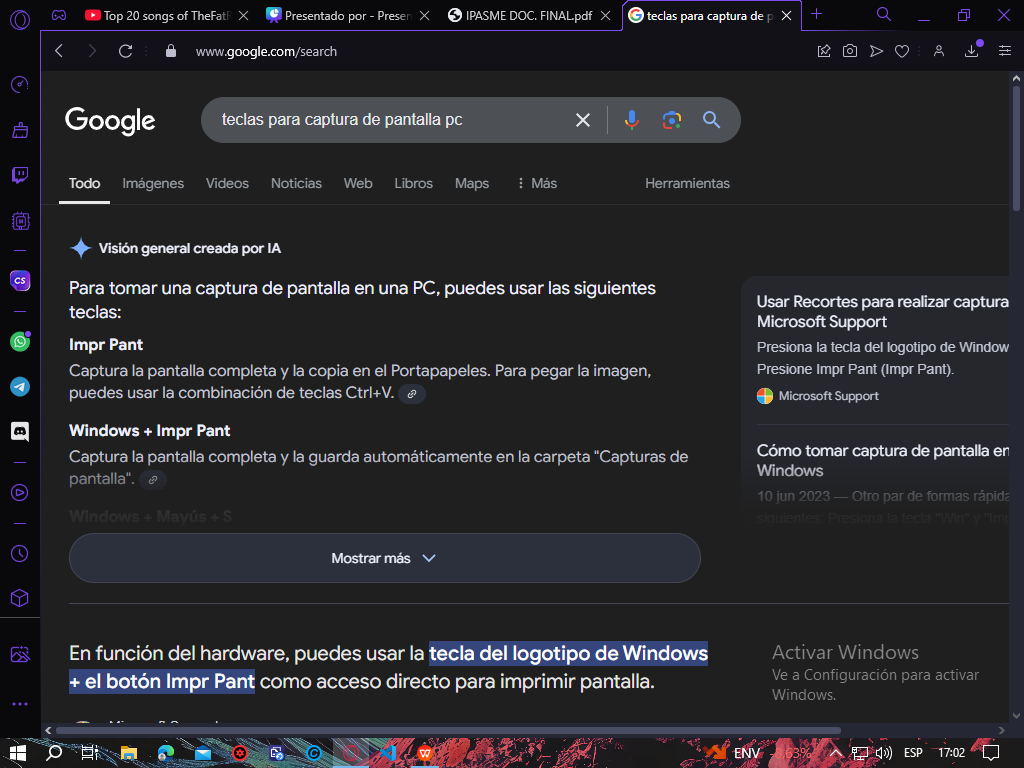 Top 20 songs of TheFatR
Presentado por - Presen
IPASME DOC. FINAL.pdf
teclas para captura de p
www.google.com/search
Google
teclas para captura de pantalla pc
Todo
Imágenes
Videos
Noticias
Web
Libros
Maps
Más
Herramientas
Visión general creada por IA
Para tomar una captura de pantalla en una PC, puedes usar las siguientes
teclas:
Impr Pant
Captura la pantalla completa y la copia en el Portapapeles. Para pegar la imagen,
puedes usar la combinación de teclas Ctrl+V.
Windows + Impr Pant
Captura la pantalla completa y la guarda automáticamente en la carpeta "Capturas de
pantalla".
Windows + Mayús + S
Mostrar más
Usar Recortes para realizar captura
Microsoft Support
Presiona la tecla del logotipo de Window
Presione Impr Pant (Impr Pant).
Microsoft Support
Cómo tomar captura de pantalla en
Windows
10 jun 2023 — Otro par de formas rápida
siguientes: Presiona la tecla "Win" y "Imp
En función del hardware, puedes usar la tecla del logotipo de Windows
+ el botón Impr Pant como acceso directo para imprimir pantalla.
Activar Windows
Ve a Configuración para activar
Windows.
CS
ENV
-3.63%
ESP
17:02